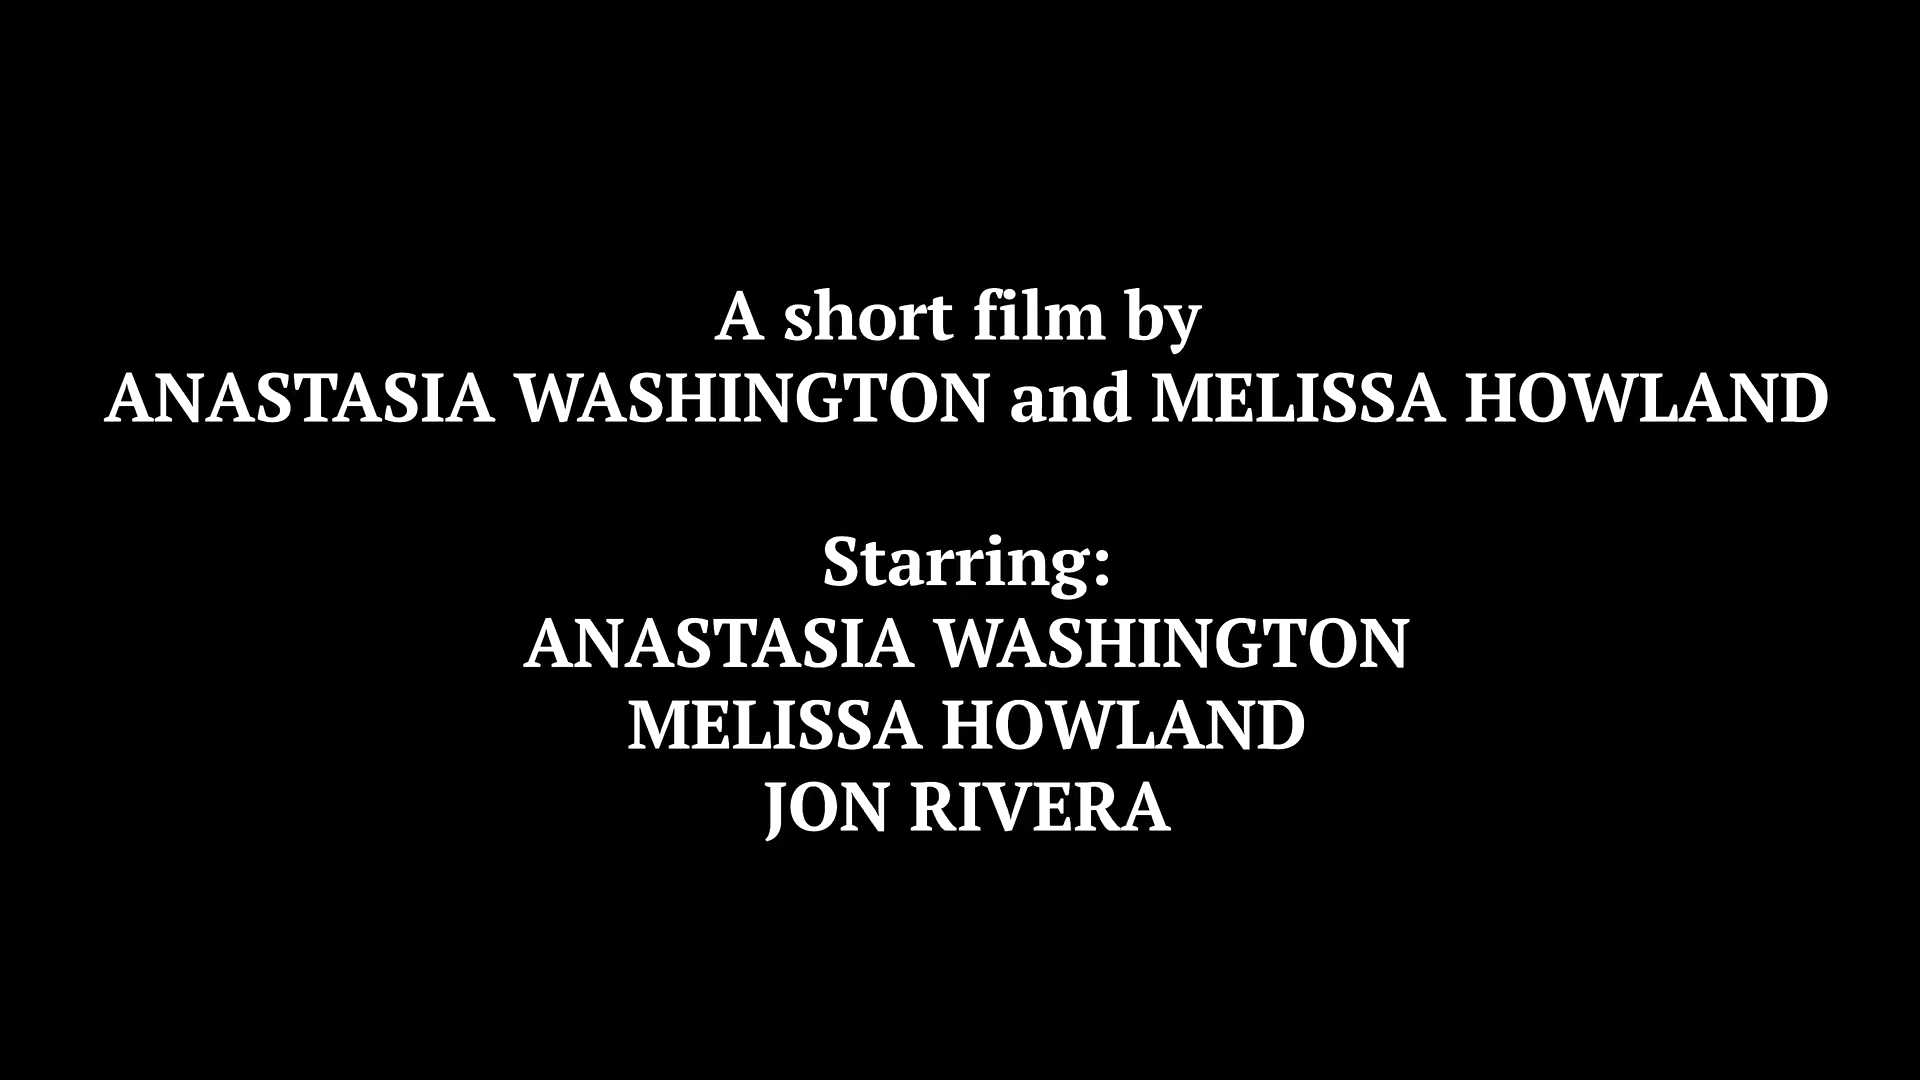 A short film by
ANASTASIA WASHINGTON and MELISSA HOWLAND
Starring:
ANASTASIA WASHINGTON
MELISSA HOWLAND
JON RIVERA